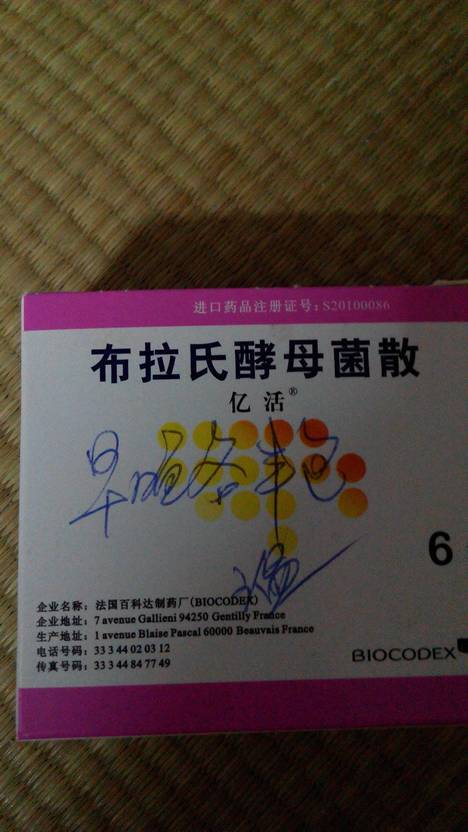 进口药品注册证号：S20100086
布拉氏酵母菌散
亿活®
早晚各半包
6
企业名称：法国百科达制药厂(BIOCODEX)
企业地址：7 avenue Gallieni 94250 Gentilly France
生产地址：1 avenue Blaise Pascal 60000 Beauvais France
电话号码：33 3 44 02 03 12
传真号码：33 3 44 84 77 49
BIOCODEX